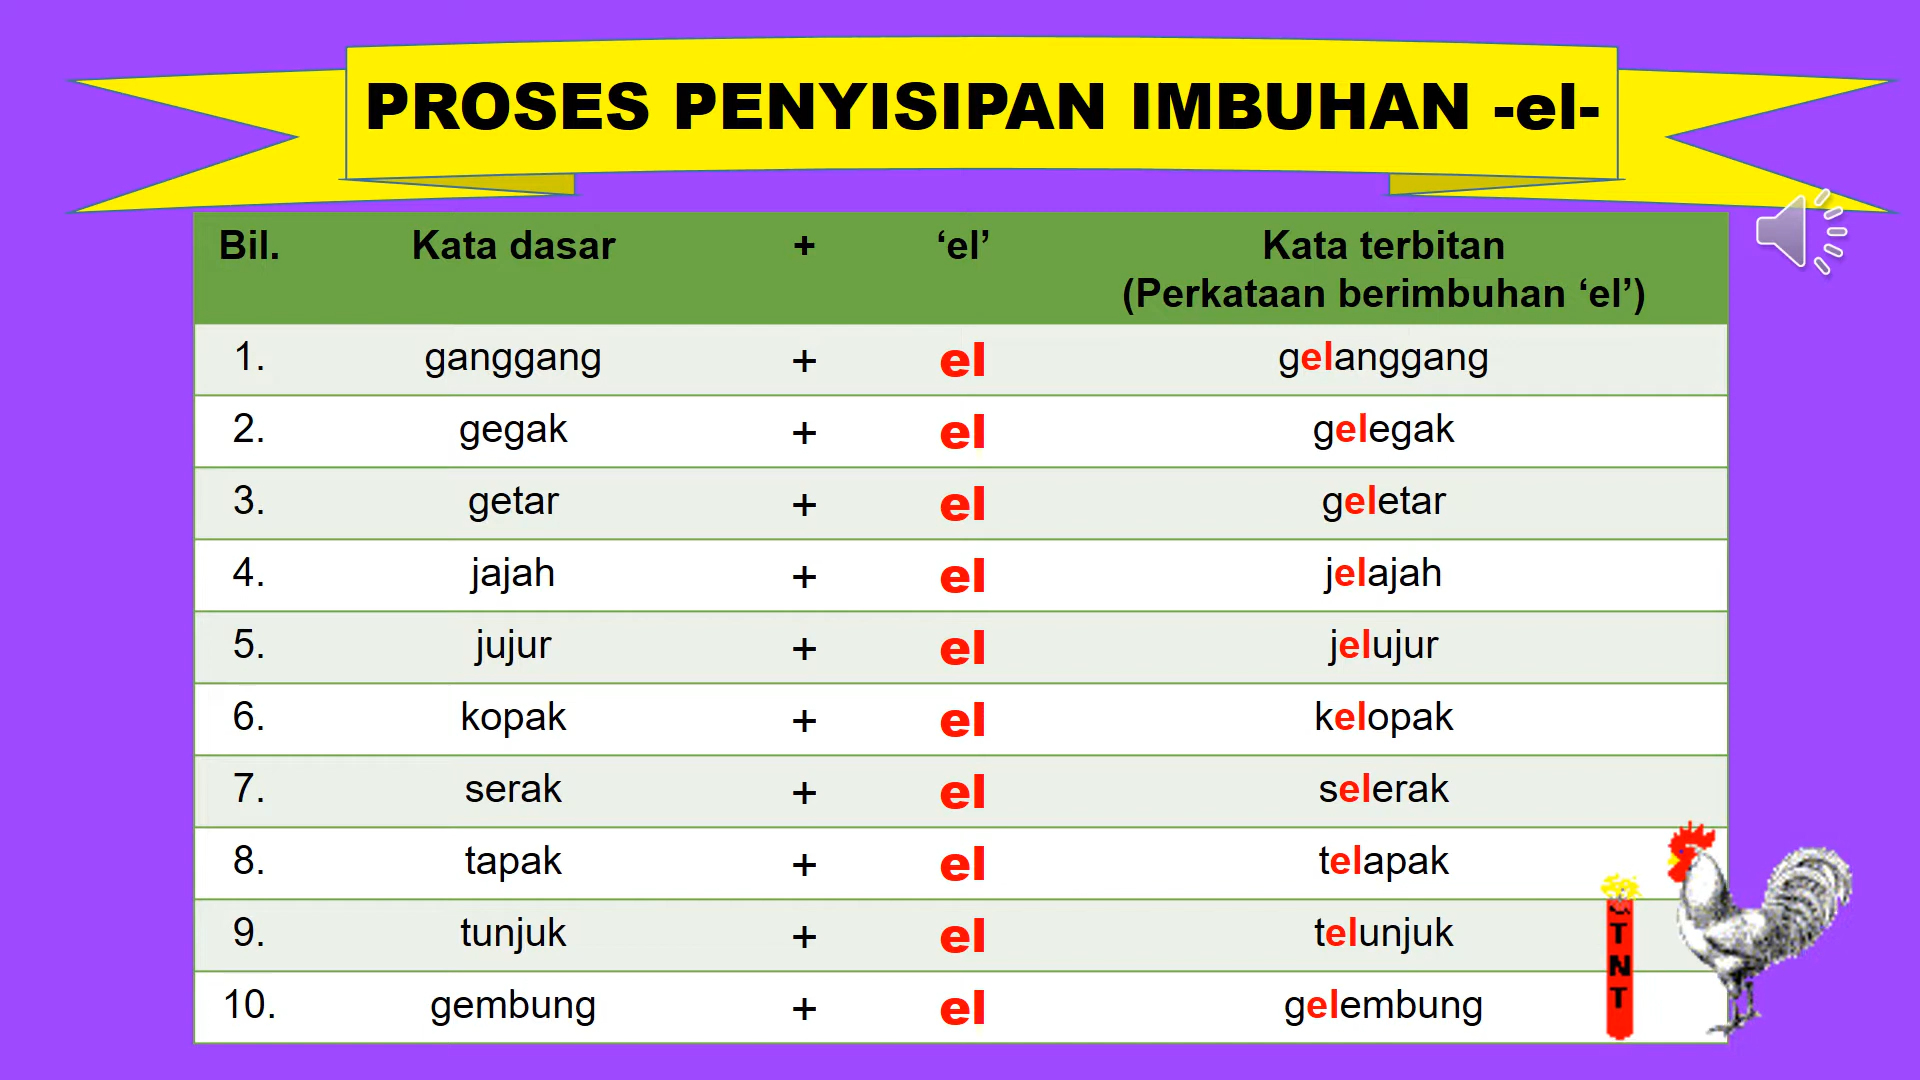 PROSES PENYISIPAN IMBUHAN -el-
Bil. Kata dasar + ‘el’ Kata terbitan
(Perkataan berimbuhan ‘el’)
1. ganggang + el gelanggang
2. gegak + el gelegak
3. getar + el geletar
4. jajah + el jelajah
5. jujur + el jelujur
6. kopak + el kelopak
7. serak + el selerak
8. tapak + el telapak
9. tunjuk + el telunjuk
10. gembung + el gelembung
TNT